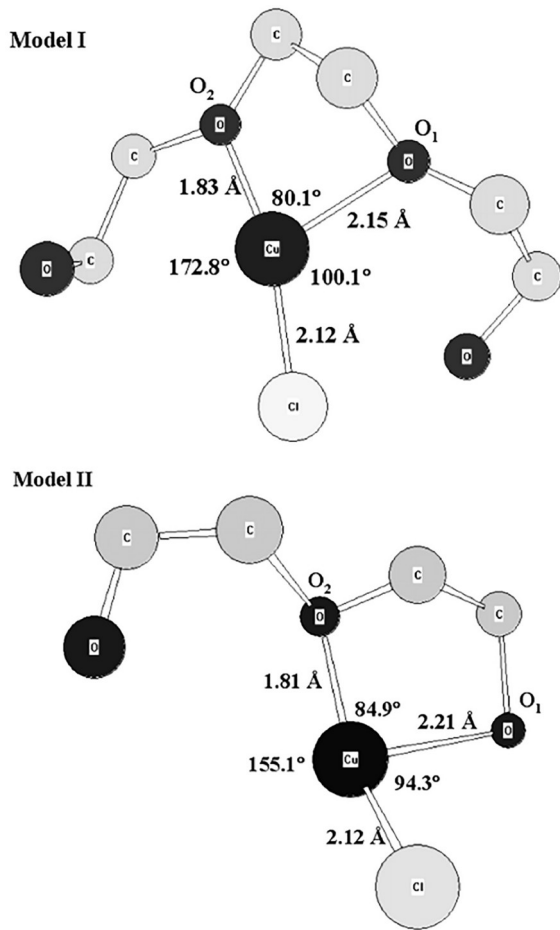 Model I
C
C
O₂
O
O₁
O
C
C
1.83 Å
80.1°
2.15 Å
Cu
C
O
172.8°
100.1°
C
2.12 Å
O
Cl
Model II
C
C
O₂
C
O
C
O
1.81 Å
84.9°
2.21 Å
O₁
O
155.1°
Cu
94.3°
2.12 Å
Cl